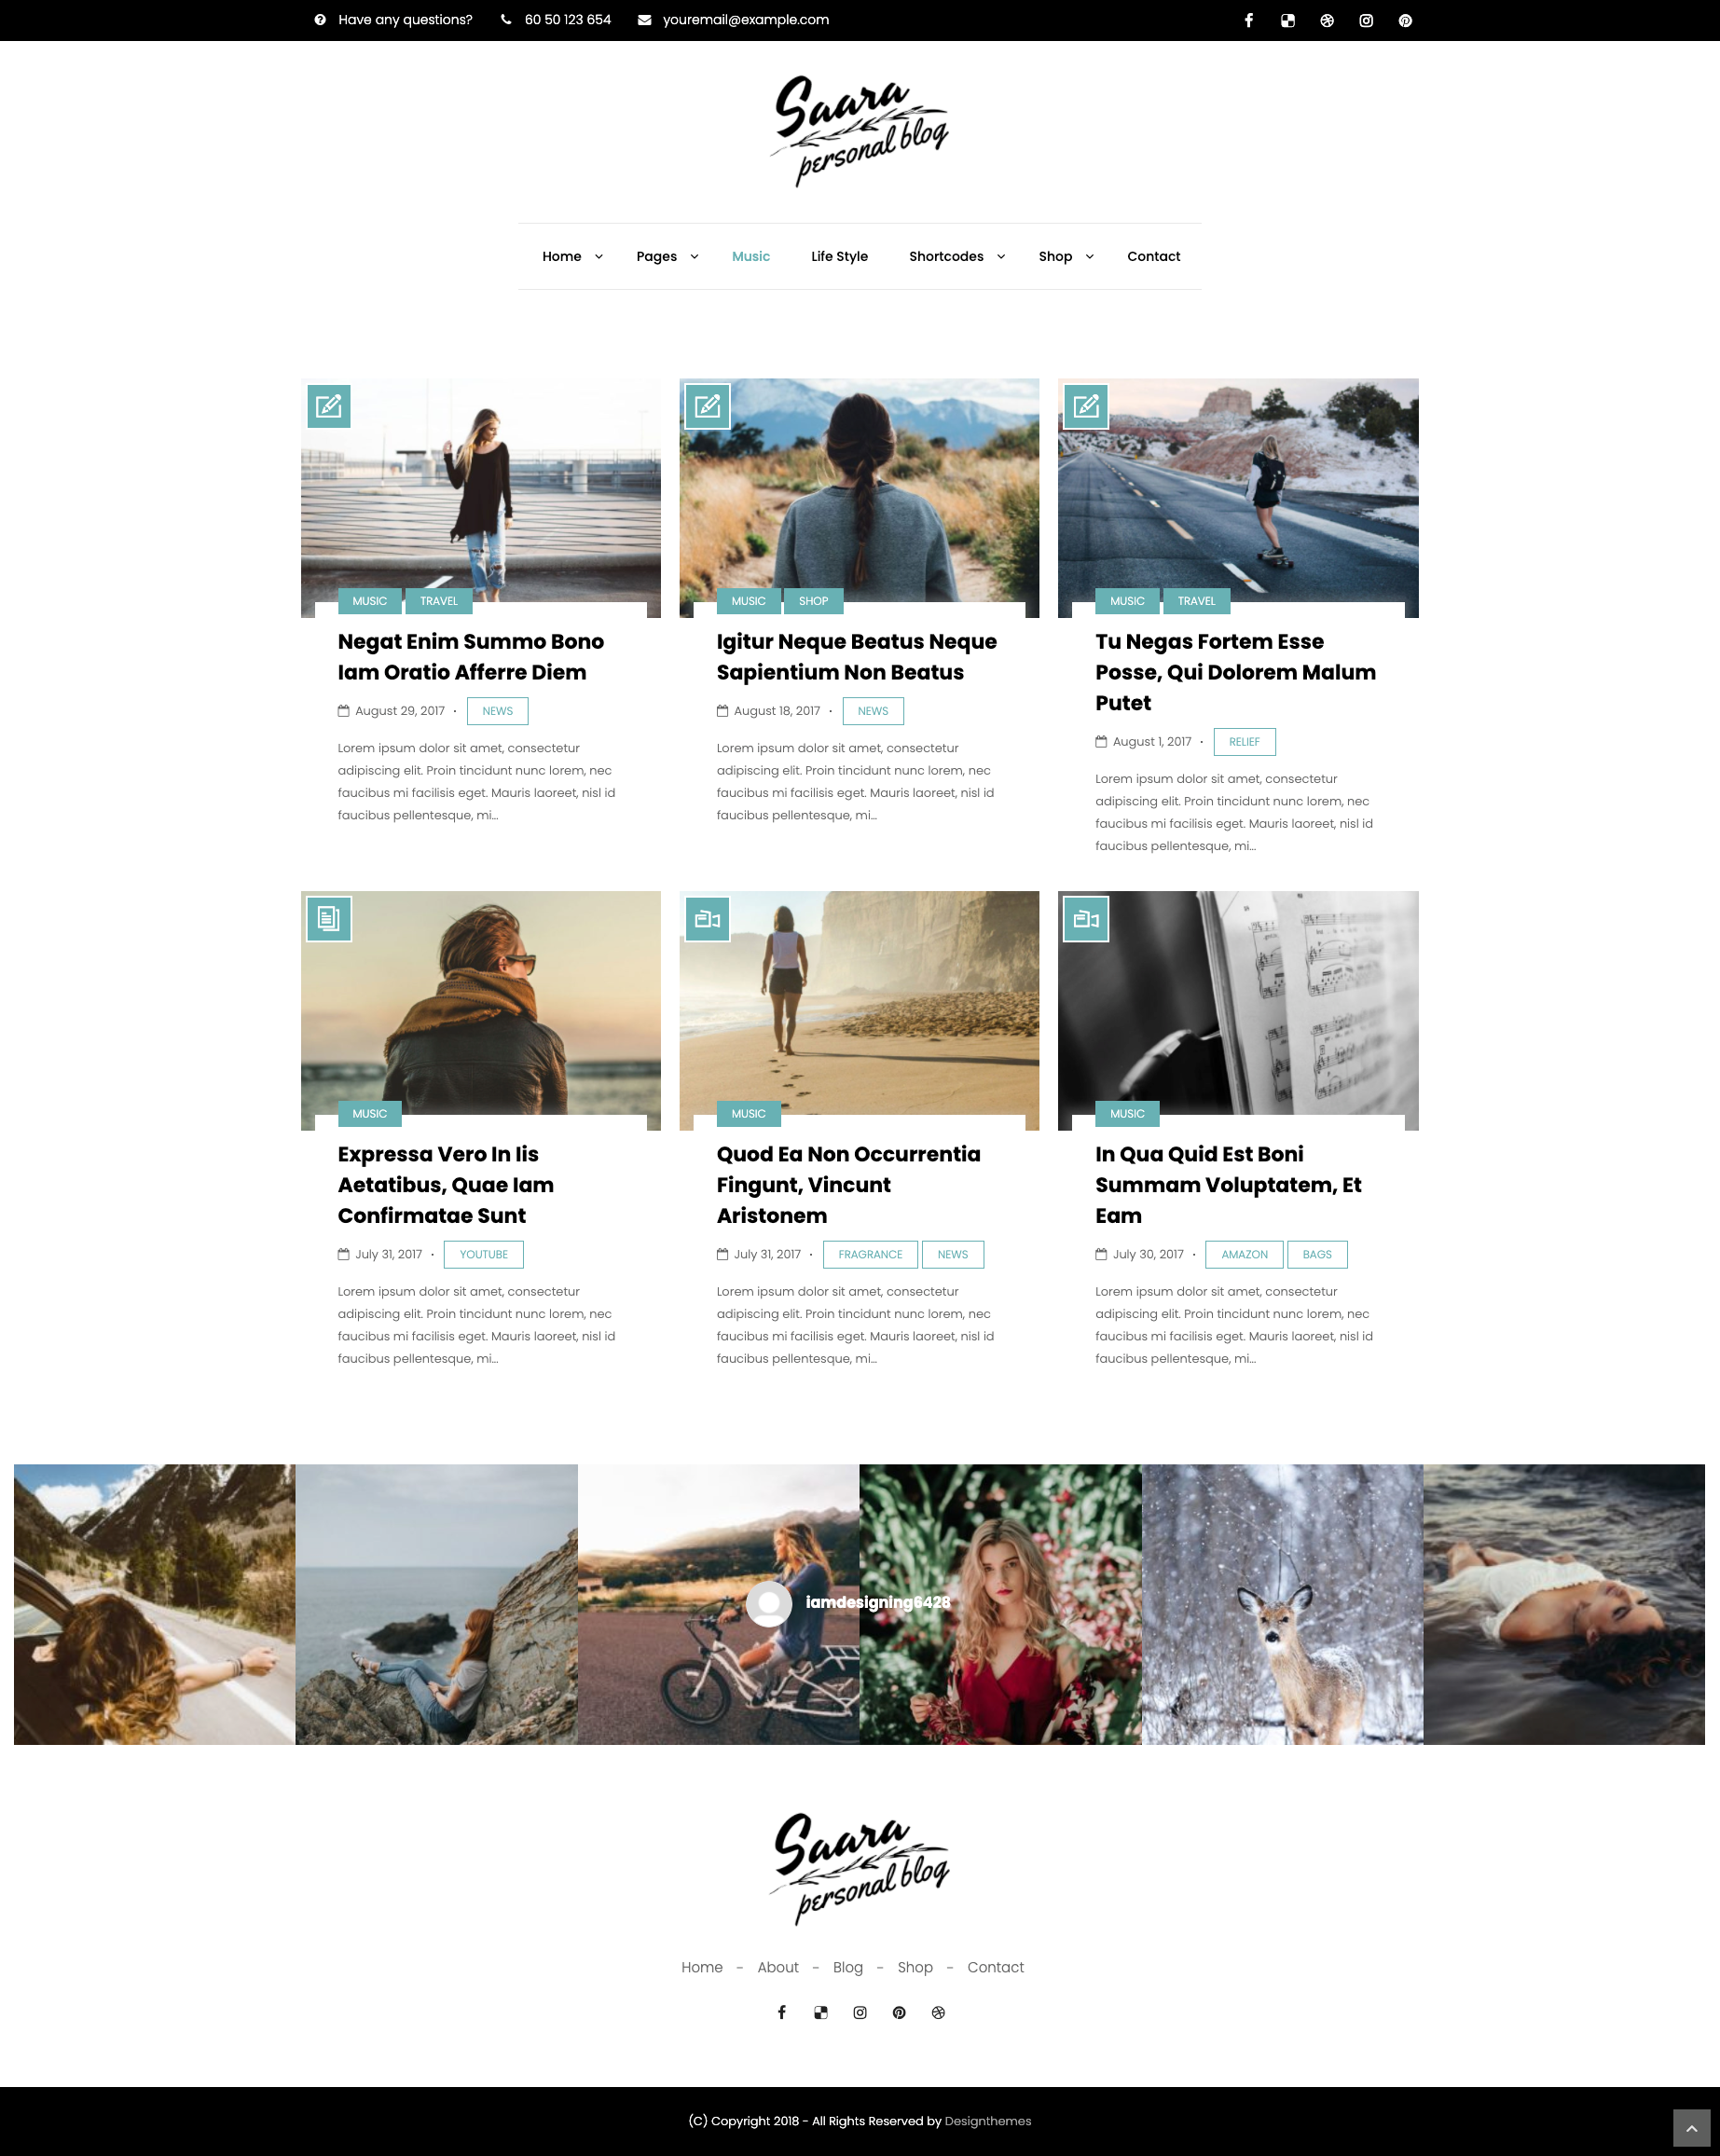 Have any questions? 60 50 123 654 youremail@example.com
Saara
personal blog
Home Pages Music Life Style Shortcodes Shop Contact
MUSIC TRAVEL
Negat Enim Summo Bono
Iam Oratio Afferre Diem
August 29, 2017 • NEWS
Lorem ipsum dolor sit amet, consectetur
adipiscing elit. Proin tincidunt nunc lorem, nec
faucibus mi facilisis eget. Mauris laoreet, nisl id
faucibus pellentesque, mi...
MUSIC SHOP
Igitur Neque Beatus Neque
Sapientium Non Beatus
August 18, 2017 • NEWS
Lorem ipsum dolor sit amet, consectetur
adipiscing elit. Proin tincidunt nunc lorem, nec
faucibus mi facilisis eget. Mauris laoreet, nisl id
faucibus pellentesque, mi...
MUSIC TRAVEL
Tu Negas Fortem Esse
Posse, Qui Dolorem Malum
Putet
August 1, 2017 • RELIEF
Lorem ipsum dolor sit amet, consectetur
adipiscing elit. Proin tincidunt nunc lorem, nec
faucibus mi facilisis eget. Mauris laoreet, nisl id
faucibus pellentesque, mi...
MUSIC
Expressa Vero In Iis
Aetatibus, Quae Iam
Confirmatae Sunt
July 31, 2017 • YOUTUBE
Lorem ipsum dolor sit amet, consectetur
adipiscing elit. Proin tincidunt nunc lorem, nec
faucibus mi facilisis eget. Mauris laoreet, nisl id
faucibus pellentesque, mi...
MUSIC
Quod Ea Non Occurrentia
Fingunt, Vincunt
Aristonem
July 31, 2017 • FRAGRANCE NEWS
Lorem ipsum dolor sit amet, consectetur
adipiscing elit. Proin tincidunt nunc lorem, nec
faucibus mi facilisis eget. Mauris laoreet, nisl id
faucibus pellentesque, mi...
MUSIC
In Qua Quid Est Boni
Summam Voluptatem, Et
Eam
July 30, 2017 • AMAZON BAGS
Lorem ipsum dolor sit amet, consectetur
adipiscing elit. Proin tincidunt nunc lorem, nec
faucibus mi facilisis eget. Mauris laoreet, nisl id
faucibus pellentesque, mi...
iamdesigning6428
Saara
personal blog
Home - About - Blog - Shop - Contact
(C) Copyright 2018 - All Rights Reserved by Designthemes